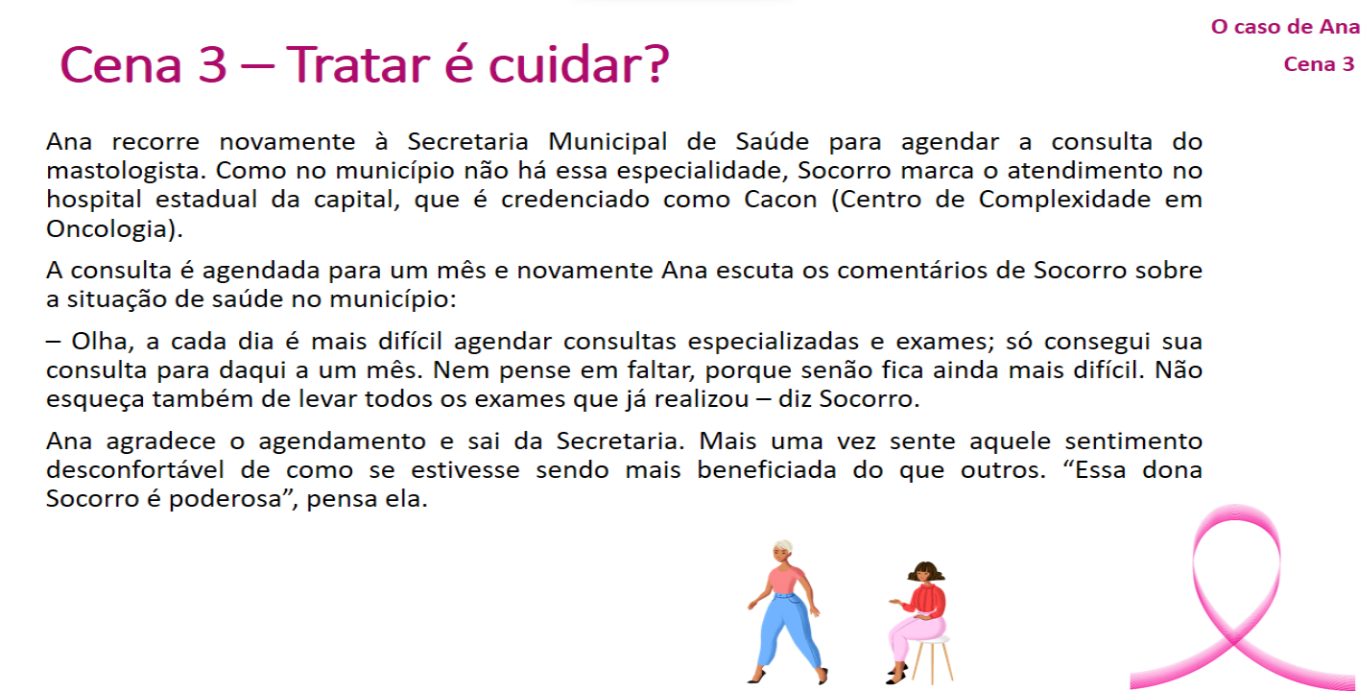 O caso de Ana
Cena 3 – Tratar é cuidar?
Cena 3
Ana recorre novamente à Secretaria Municipal de Saúde para agendar a consulta do
mastologista. Como no município não há essa especialidade, Socorro marca o atendimento no
hospital estadual da capital, que é credenciado como Cacon (Centro de Complexidade em
Oncologia).
A consulta é agendada para um mês e novamente Ana escuta os comentários de Socorro sobre
a situação de saúde no município:
– Olha, a cada dia é mais difícil agendar consultas especializadas e exames; só consegui sua
consulta para daqui a um mês. Nem pense em faltar, porque senão fica ainda mais difícil. Não
esqueça também de levar todos os exames que já realizou – diz Socorro.
Ana agradece o agendamento e sai da Secretaria. Mais uma vez sente aquele sentimento
desconfortável de como se estivesse sendo mais beneficiada do que outros. “Essa dona
Socorro é poderosa”, pensa ela.